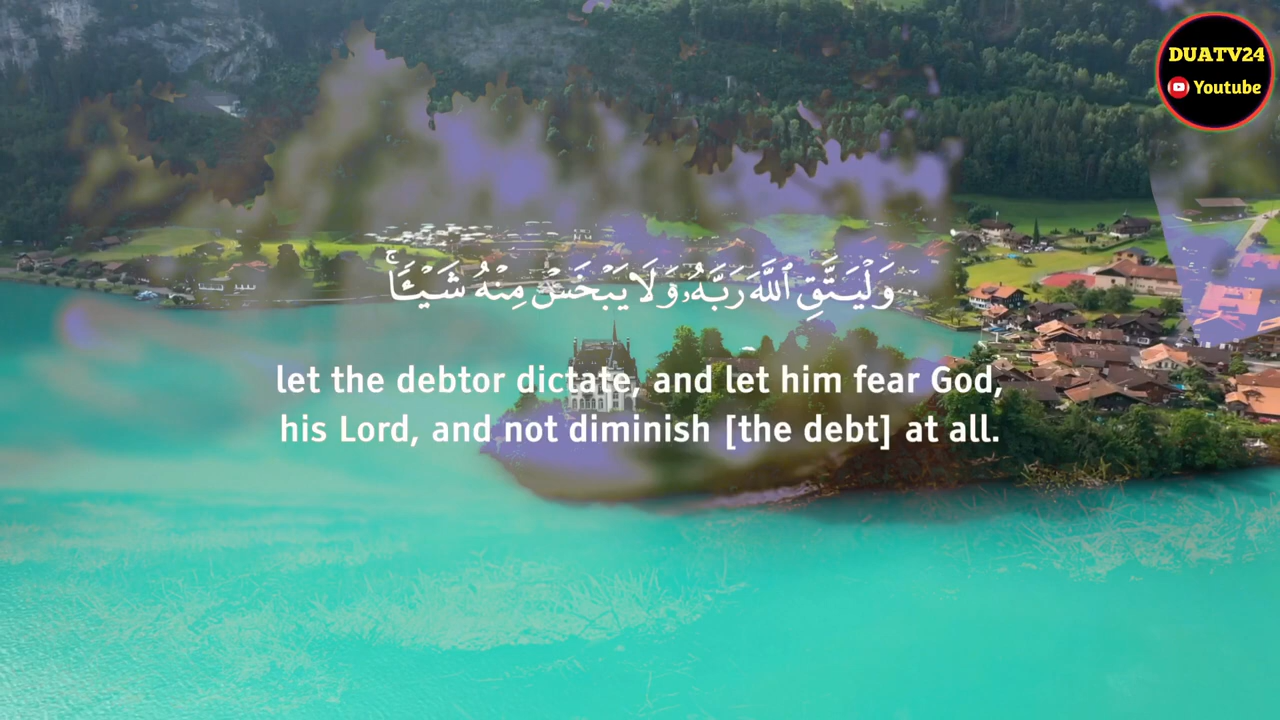 DUATV24
Youtube
وَلْيَتَّقِ ٱللَّهَ رَبَّهُۥ وَلَا يَبْخَسْ مِنْهُ شَيْـًٔاۚ
let the debtor dictate, and let him fear God,
his Lord, and not diminish [the debt] at all.